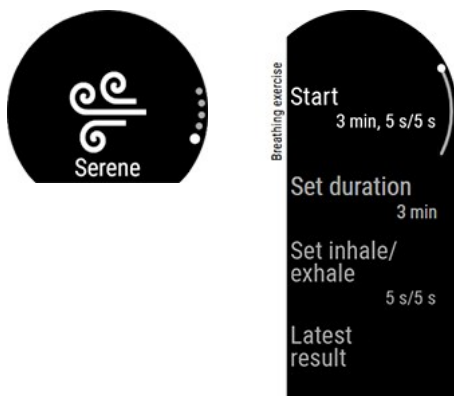 Serene
Breathing exercise
Start
3 min, 5 s/5 s
Set duration
3 min
Set inhale/
exhale
5 s/5 s
Latest
result